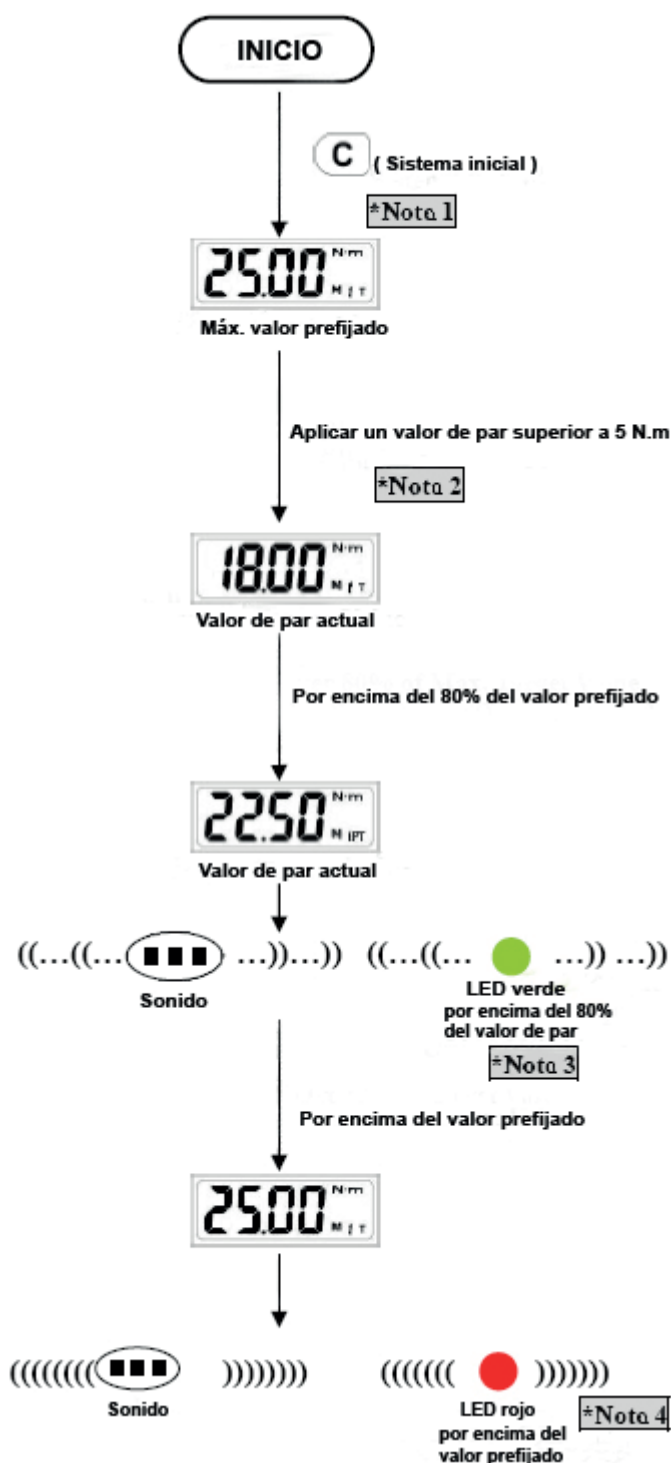 INICIO
C ( Sistema inicial )
*Nota 1
25.00 N·m
Máx. valor prefijado
Aplicar un valor de par superior a 5 N.m
*Nota 2
18.00 N·m
Valor de par actual
Por encima del 80% del valor prefijado
22.50 N·m
Valor de par actual
((…((… …))…)) ((…((… …)) …))
Sonido
LED verde
por encima del 80%
del valor de par
*Nota 3
Por encima del valor prefijado
25.00 N·m
(((((((( )))))))) ((((((( )))))))
Sonido
LED rojo
por encima del
valor prefijado
*Nota 4